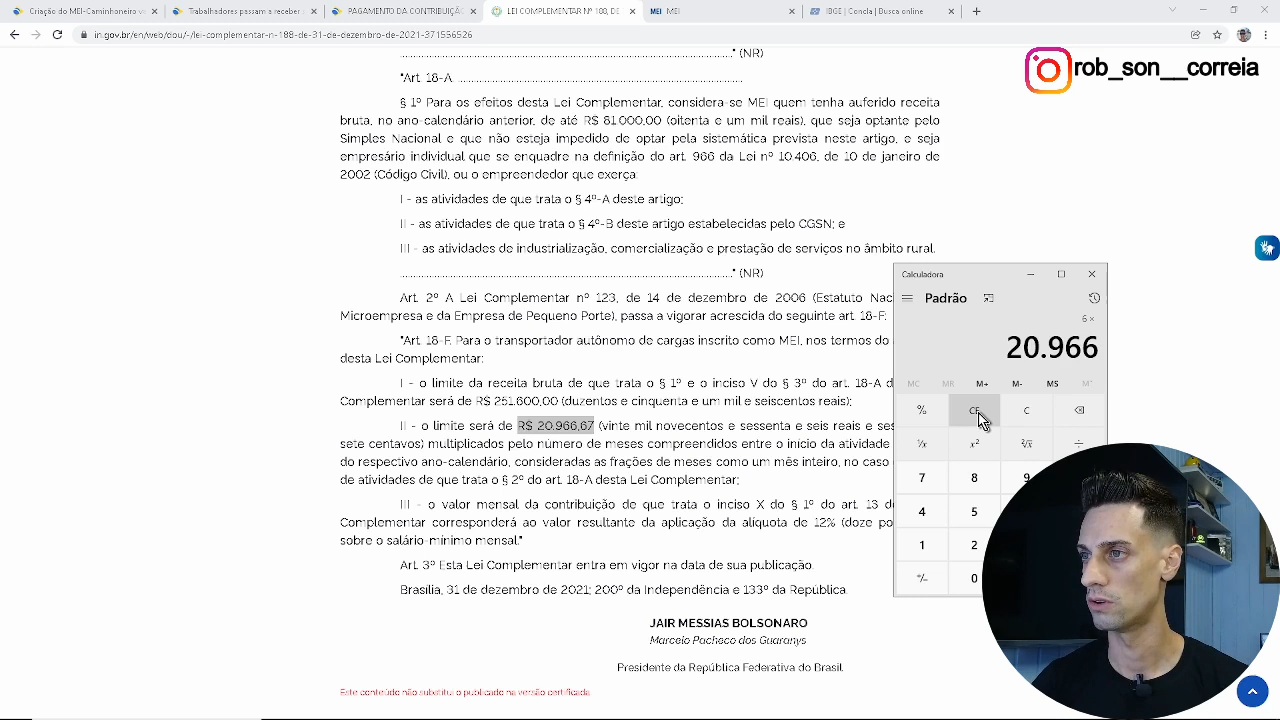 Criação do MEI-Caminhoneiro ve
Trabalhadores passam a receber
PAGAMENTO DA CONTRIBUIÇÃO
LEI COMPLEMENTAR Nº 188, DE
MEI MEI
IBGE | Concla | Busca online
in.gov.br/en/web/dou/-/lei-complementar-n-188-de-31-de-dezembro-de-2021-371556526
rob_son__correia
" (NR)
"Art. 18-A
§ 1º Para os efeitos desta Lei Complementar, considera-se MEI quem tenha auferido receita
bruta, no ano-calendário anterior, de até R$ 81.000,00 (oitenta e um mil reais), que seja optante pelo
Simples Nacional e que não esteja impedido de optar pela sistemática prevista neste artigo, e seja
empresário individual que se enquadre na definição do art. 966 da Lei nº 10.406, de 10 de janeiro de
2002 (Código Civil), ou o empreendedor que exerça:
I - as atividades de que trata o § 4º-A deste artigo;
II - as atividades de que trata o § 4º-B deste artigo estabelecidas pelo CGSN; e
III - as atividades de industrialização, comercialização e prestação de serviços no âmbito rural.
" (NR)
Art. 2º A Lei Complementar nº 123, de 14 de dezembro de 2006 (Estatuto Nac
Microempresa e da Empresa de Pequeno Porte), passa a vigorar acrescida do seguinte art. 18-F:
"Art. 18-F. Para o transportador autônomo de cargas inscrito como MEI, nos termos do
desta Lei Complementar:
I - o limite da receita bruta de que trata o § 1º e o inciso V do § 3º do art. 18-A d
Complementar será de R$ 251.600,00 (duzentos e cinquenta e um mil e seiscentos reais);
II - o limite será de R$ 20.966,67 (vinte mil novecentos e sessenta e seis reais e ses
sete centavos) multiplicados pelo número de meses compreendidos entre o início da atividade
do respectivo ano-calendário, consideradas as frações de meses como um mês inteiro, no caso
de atividade de que trata o § 2º do art. 18-A desta Lei Complementar;
III - o valor mensal da contribuição de que trata o inciso X do § 1º do art. 13 de
Complementar corresponderá ao valor resultante da aplicação da alíquota de 12% (doze po
sobre o salário-mínimo mensal."
Art. 3º Esta Lei Complementar entra em vigor na data de sua publicação.
Brasília, 31 de dezembro de 2021; 200º da Independência e 133º da República.
JAIR MESSIAS BOLSONARO
Marcelo Pacheco dos Guaranys
Presidente da República Federativa do Brasil
Este conteúdo não substitui o publicado na versão certificada.
Calculadora
Padrão
6 ×
20.966
MC MR M+ M- MS M˅
% CE C
¹/x x² ²√x ÷
7 8 9
4 5
1 2
+/- 0